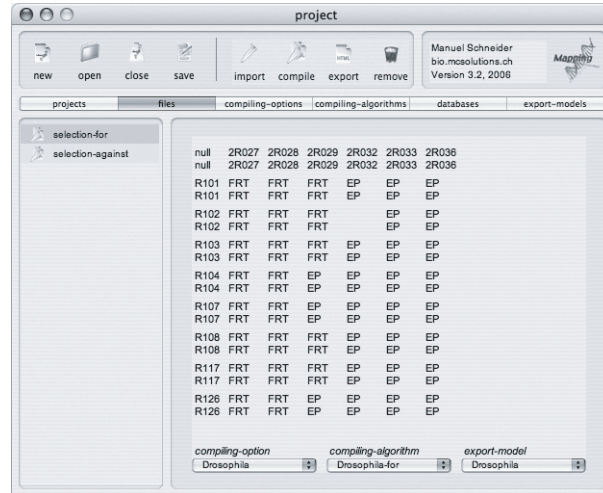 project
new open close save import compile export remove
Manuel Schneider
bio.mcsolutions.ch
Version 3.2, 2006
Mapping
projects files compiling-options compiling-algorithms databases export-models
selection-for
selection-against
null 2R027 2R028 2R029 2R032 2R033 2R036
null 2R027 2R028 2R029 2R032 2R033 2R036
R101 FRT FRT FRT EP EP EP
R101 FRT FRT FRT EP EP EP
R102 FRT FRT FRT EP EP
R102 FRT FRT FRT EP EP
R103 FRT FRT FRT EP EP EP
R103 FRT FRT FRT EP EP EP
R104 FRT FRT EP EP EP EP
R104 FRT FRT EP EP EP EP
R107 FRT FRT EP EP EP EP
R107 FRT FRT EP EP EP EP
R108 FRT FRT FRT EP EP EP
R108 FRT FRT FRT EP EP EP
R117 FRT FRT FRT EP EP EP
R117 FRT FRT FRT EP EP EP
R126 FRT FRT EP EP EP EP
R126 FRT FRT EP EP EP EP
compiling-option compiling-algorithm export-model
Drosophila Drosophila-for Drosophila